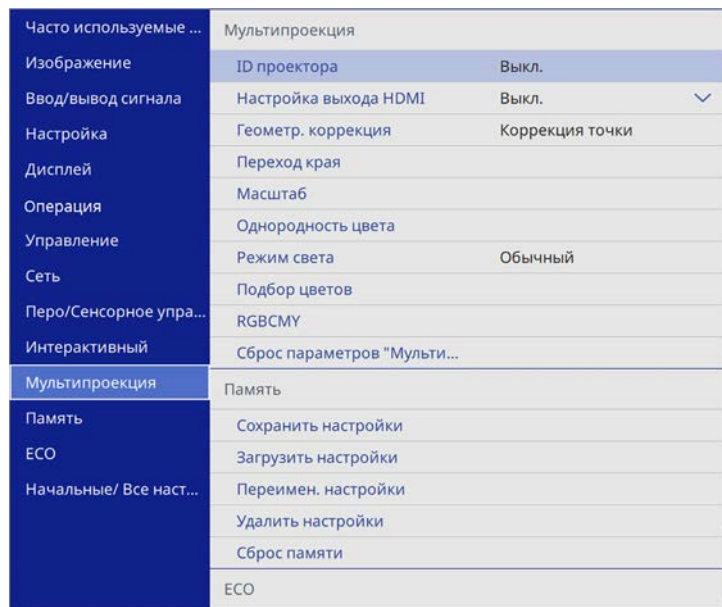 Часто используемые ...
Изображение
Ввод/вывод сигнала
Настройка
Дисплей
Операция
Управление
Сеть
Перо/Сенсорное упра...
Интерактивный
Мультипроекция
Память
ECO
Начальные/ Все наст...
Мультипроекция
ID проектора Выкл.
Настройка выхода HDMI Выкл.
Геометр. коррекция Коррекция точки
Переход края
Масштаб
Однородность цвета
Режим света Обычный
Подбор цветов
RGBCMY
Сброс параметров "Мульти...
Память
Сохранить настройки
Загрузить настройки
Переимен. настройки
Удалить настройки
Сброс памяти
ECO